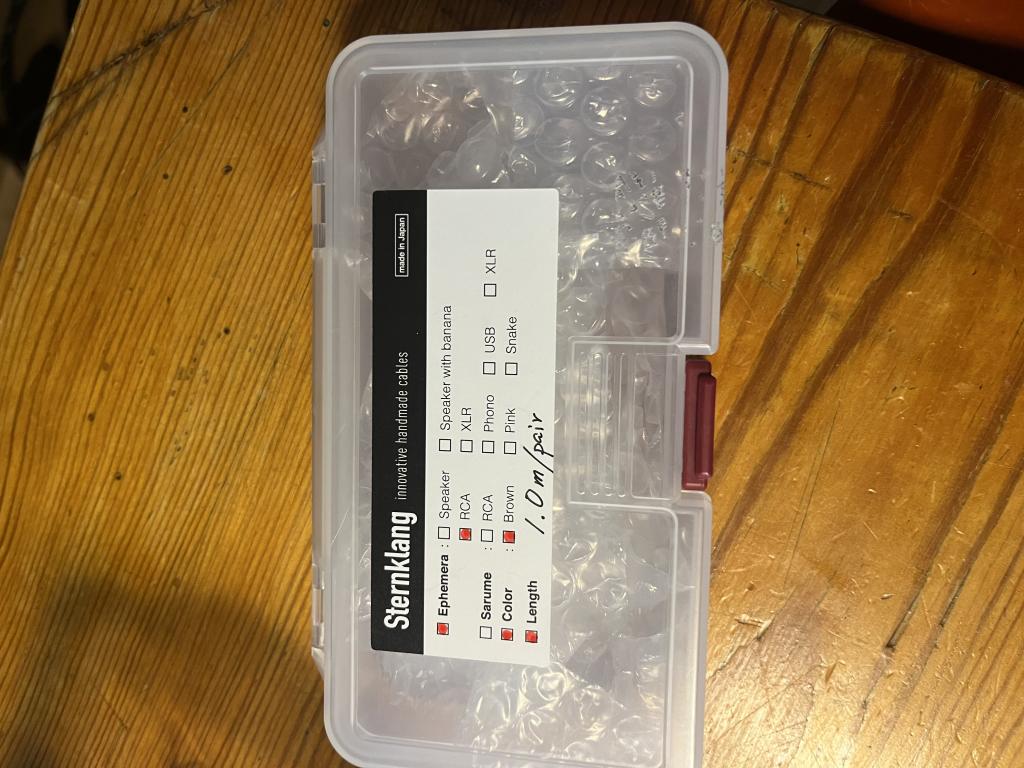 Sternklang innovative handmade cables made in Japan
Ephemera : Speaker Speaker with banana
RCA XLR
Sarume : RCA Phono USB XLR
Color : Brown Pink Snake
Length 1.0m/pair